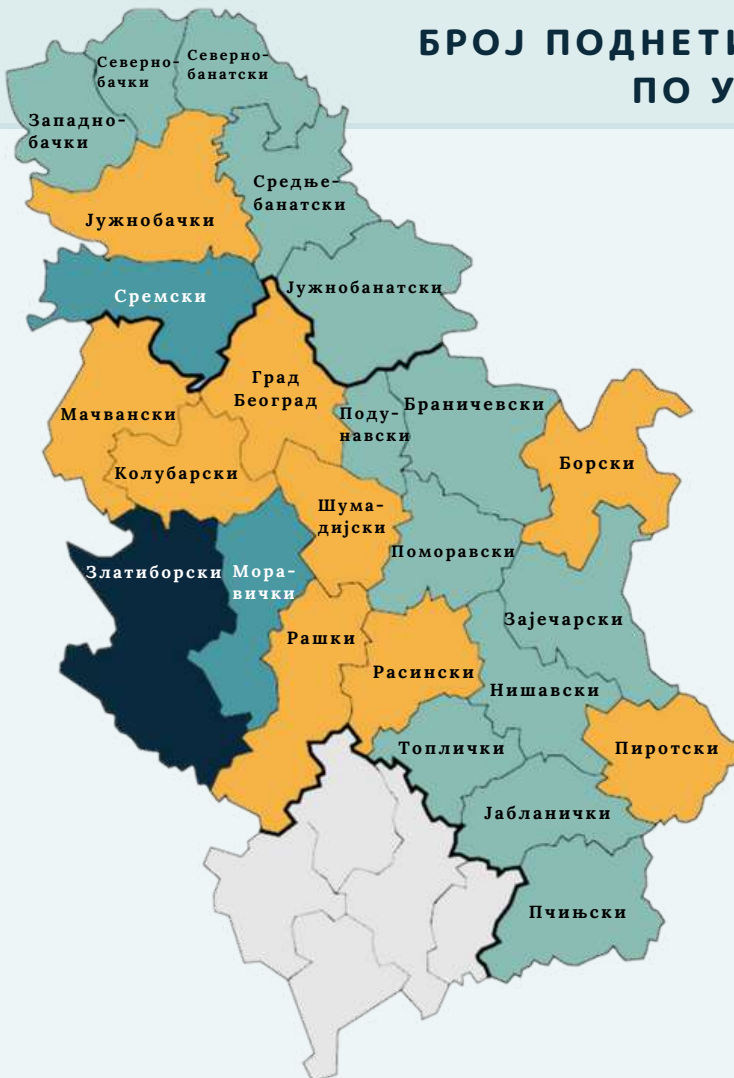 БРОЈ ПОДНЕТИ
ПО У
Северно-
бачки
Северно-
банатски
Западно-
бачки
Средње-
банатски
Јужнобачки
Јужнобанатски
Сремски
Град
Београд
Мачвански
Поду-
навски
Браничевски
Колубарски
Борски
Шума-
дијски
Поморавски
Златиборски
Мора-
вички
Зајечарски
Рашки
Расински
Нишавски
Топлички
Пиротски
Јабланички
Пчињски